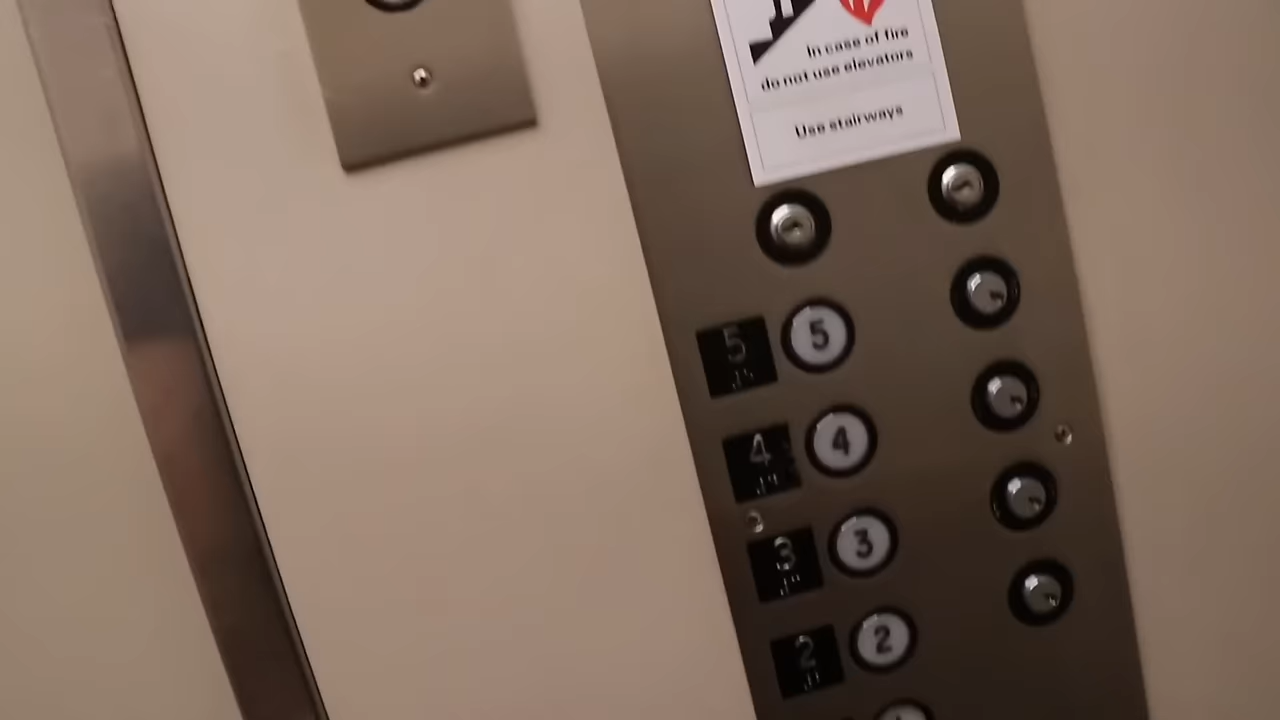 In case of fire
do not use elevators
Use stairways
5 5
4 4
3 3
2 2